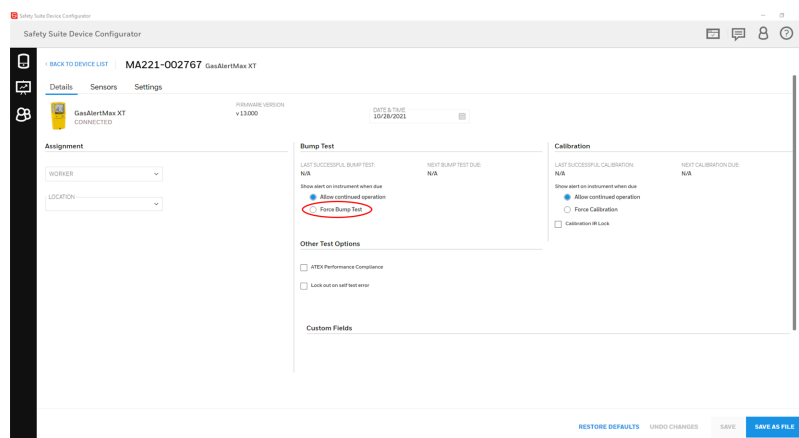 Safety Suite Device Configurator
Safety Suite Device Configurator
‹ BACK TO DEVICE LIST
MA221-002767 GasAlertMax XT
Details Sensors Settings
GasAlertMax XT
CONNECTED
FIRMWARE VERSION
v 13.000
DATE & TIME
10/28/2021
Assignment
WORKER
LOCATION
Bump Test
LAST SUCCESSFUL BUMP TEST: NEXT BUMP TEST DUE:
N/A N/A
Show alert on instrument when due
Allow continued operation
Force Bump Test
Other Test Options
ATEX Performance Compliance
Lock out on self test error
Custom Fields
Calibration
LAST SUCCESSFUL CALIBRATION: NEXT CALIBRATION DUE:
N/A N/A
Show alert on instrument when due
Allow continued operation
Force Calibration
Calibration IR Lock
RESTORE DEFAULTS UNDO CHANGES SAVE SAVE AS FILE